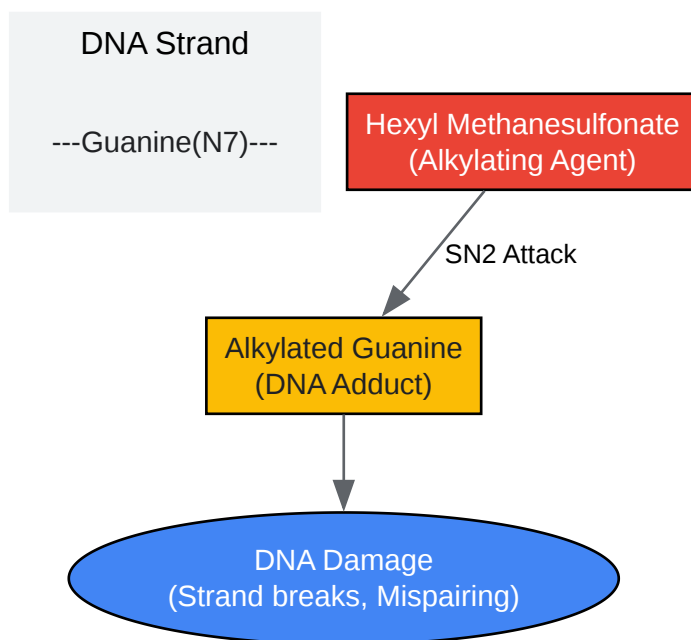 DNA Strand
---Guanine(N7)---
Hexyl Methanesulfonate
(Alkylating Agent)
SN2 Attack
Alkylated Guanine
(DNA Adduct)
DNA Damage
(Strand breaks, Mispairing)